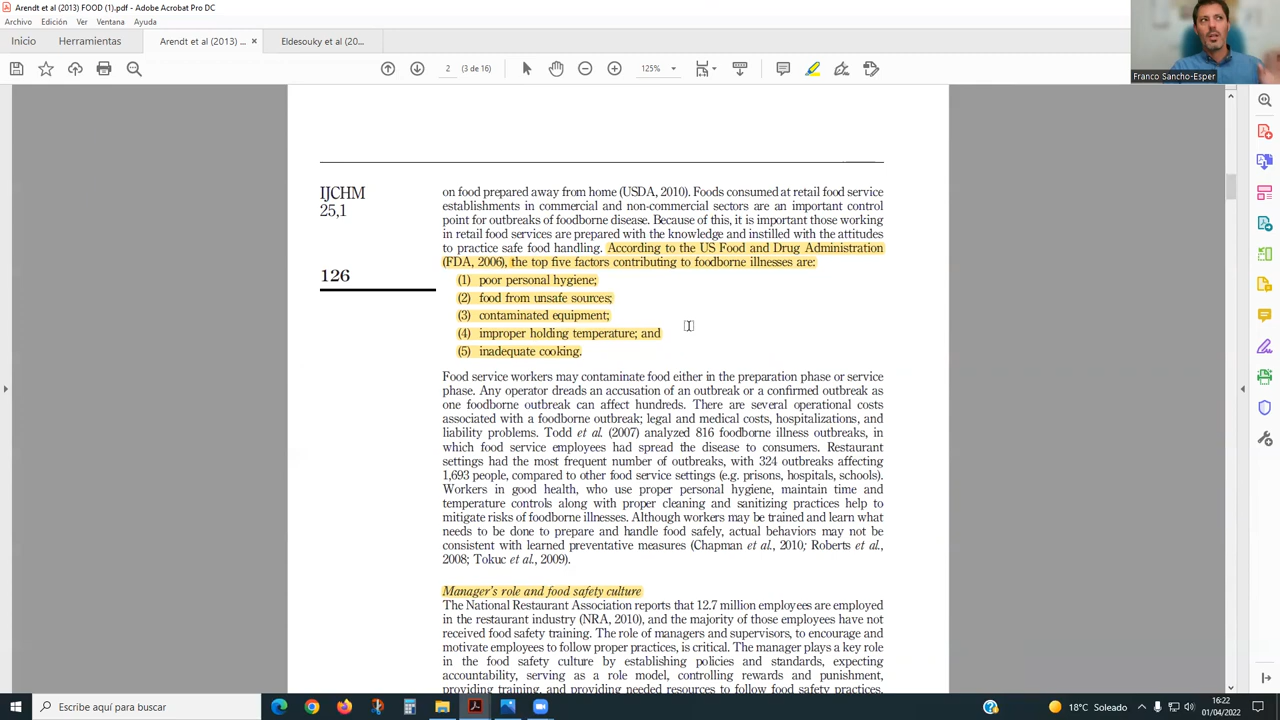 Arendt et al (2013) FOOD (1).pdf - Adobe Acrobat Pro DC
Archivo Edición Ver Ventana Ayuda
Inicio Herramientas Arendt et al (2013) ... × Eldesouky et al (20...
2 (3 de 16) 125%
Franco Sancho-Esper
IJCHM
25,1
126
on food prepared away from home (USDA, 2010). Foods consumed at retail food service
establishments in commercial and non-commercial sectors are an important control
point for outbreaks of foodborne disease. Because of this, it is important those working
in retail food services are prepared with the knowledge and instilled with the attitudes
to practice safe food handling. According to the US Food and Drug Administration
(FDA, 2006), the top five factors contributing to foodborne illnesses are:
(1) poor personal hygiene;
(2) food from unsafe sources;
(3) contaminated equipment;
(4) improper holding temperature; and
(5) inadequate cooking.
Food service workers may contaminate food either in the preparation phase or service
phase. Any operator dreads an accusation of an outbreak or a confirmed outbreak as
one foodborne outbreak can affect hundreds. There are several operational costs
associated with a foodborne outbreak; legal and medical costs, hospitalizations, and
liability problems. Todd et al. (2007) analyzed 816 foodborne illness outbreaks, in
which food service employees had spread the disease to consumers. Restaurant
settings had the most frequent number of outbreaks, with 324 outbreaks affecting
1,693 people, compared to other food service settings (e.g. prisons, hospitals, schools).
Workers in good health, who use proper personal hygiene, maintain time and
temperature controls along with proper cleaning and sanitizing practices help to
mitigate risks of foodborne illnesses. Although workers may be trained and learn what
needs to be done to prepare and handle food safely, actual behaviors may not be
consistent with learned preventative measures (Chapman et al., 2010; Roberts et al.,
2008; Tokuc et al., 2009).
Manager's role and food safety culture
The National Restaurant Association reports that 12.7 million employees are employed
in the restaurant industry (NRA, 2010), and the majority of those employees have not
received food safety training. The role of managers and supervisors, to encourage and
motivate employees to follow proper practices, is critical. The manager plays a key role
in the food safety culture by establishing policies and standards, expecting
accountability, serving as a role model, controlling rewards and punishment,
providing training, and providing needed resources to follow food safety practices.
Escribe aquí para buscar
18°C Soleado
16:22
01/04/2022